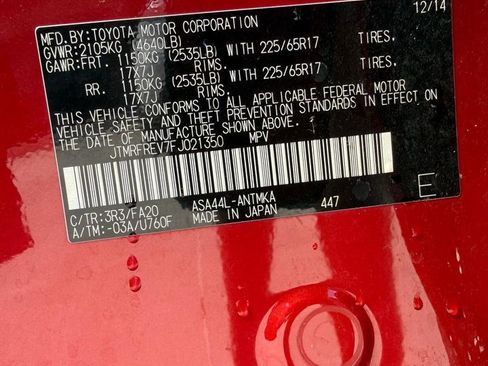 MFD.BY:TOYOTA MOTOR CORPORATION 12/14
GVWR:2105KG (4640LB)
GAWR:FRT. 1150KG (2535LB) WITH 225/65R17 TIRES.
17X7J RIMS.
RR. 1150KG (2535LB) WITH 225/65R17 TIRES.
17X7J RIMS.
THIS VEHICLE CONFORMS TO ALL APPLICABLE FEDERAL MOTOR
VEHICLE SAFETY AND THEFT PREVENTION STANDARDS IN EFFECT ON
THE DATE OF MANUFACTURE SHOWN ABOVE.
JTMRFREV7FJ021350 MPV
C/TR:3R3/FA20 ASA44L-ANTMKA E
A/TM:-03A/U760F MADE IN JAPAN 447